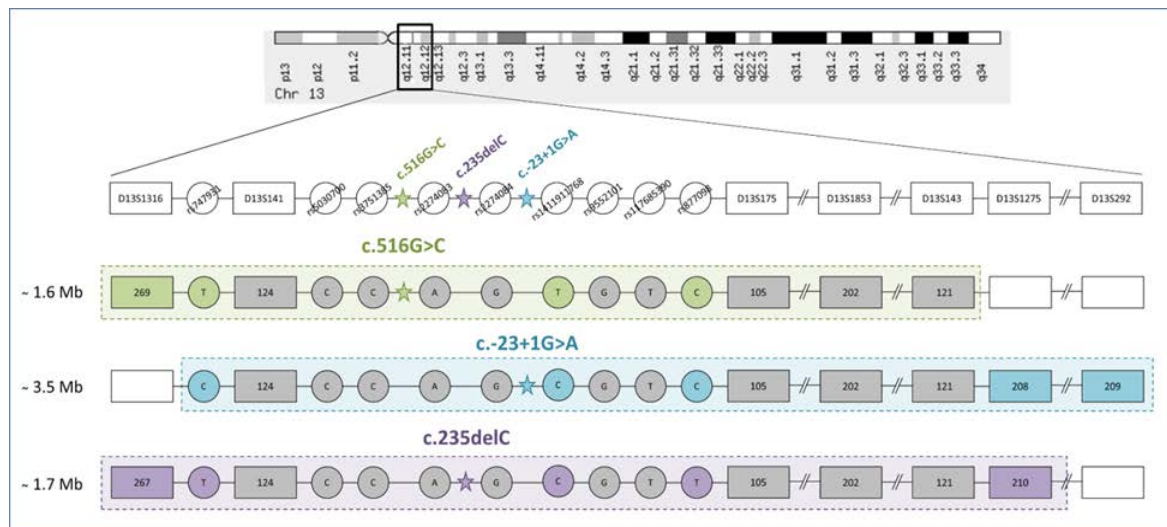 p13 p12 p11.2 q12.11 q12.12 q12.13 q12.3 q13.1 q13.3 q14.11 q14.2 q14.3 q21.1 q21.2 q21.31 q21.32 q21.33 q22.1 q22.2 q22.3 q31.1 q31.2 q31.3 q32.1 q32.3 q33.1 q33.2 q33.3 q34
Chr 13
c.516G>C c.235delC c.-23+1G>A
D13S1316 rs747931 D13S141 rs5030700 rs3751385 rs2274083 rs2274084 rs1411911768 rs9552101 rs117685390 rs877098 D13S175 // D13S1853 // D13S143 D13S1275 // D13S292
c.516G>C
~ 1.6 Mb 269 T 124 C C A G T G T C 105 // 202 // 121 //
c.-23+1G>A
~ 3.5 Mb C 124 C C A G C G T C 105 // 202 // 121 208 // 209
c.235delC
~ 1.7 Mb 267 T 124 C C A G C G T T 105 // 202 // 121 210 //